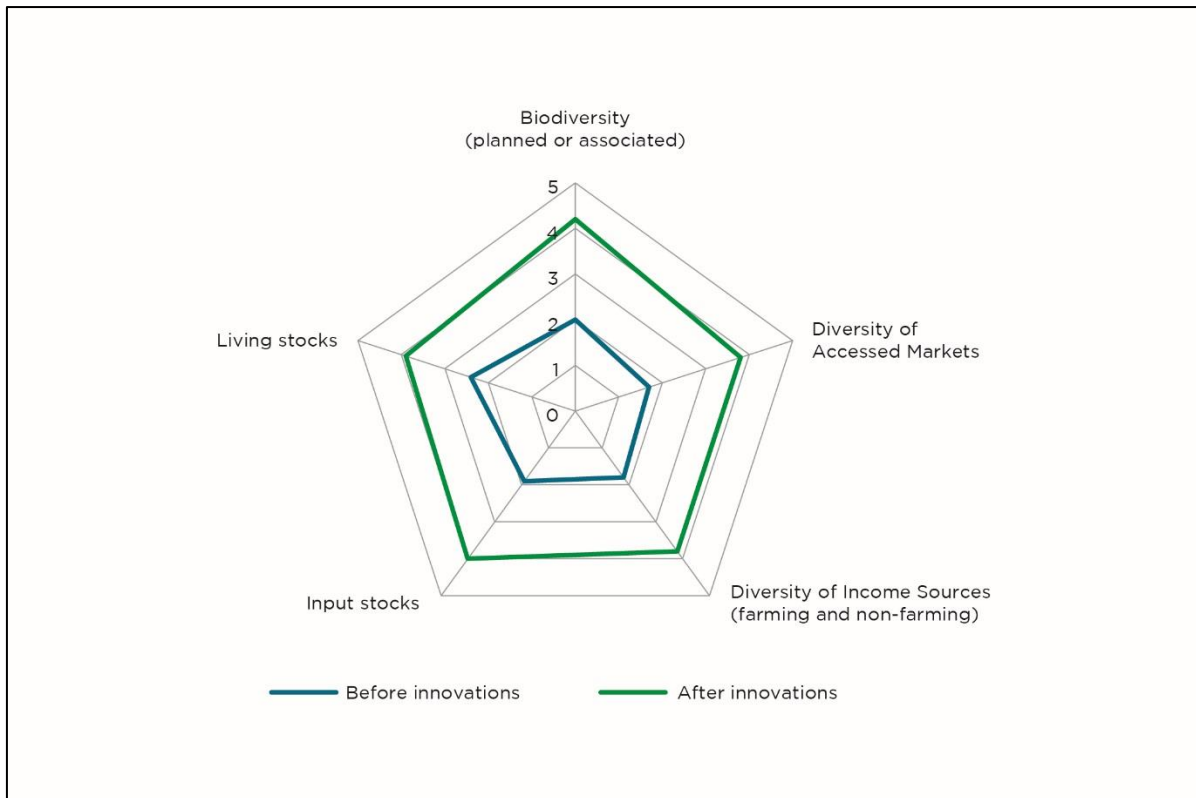 Biodiversity
(planned or associated)
5
4
3
2
1
0
Living stocks
Diversity of
Accessed Markets
Input stocks
Diversity of Income Sources
(farming and non-farming)
Before innovations
After innovations